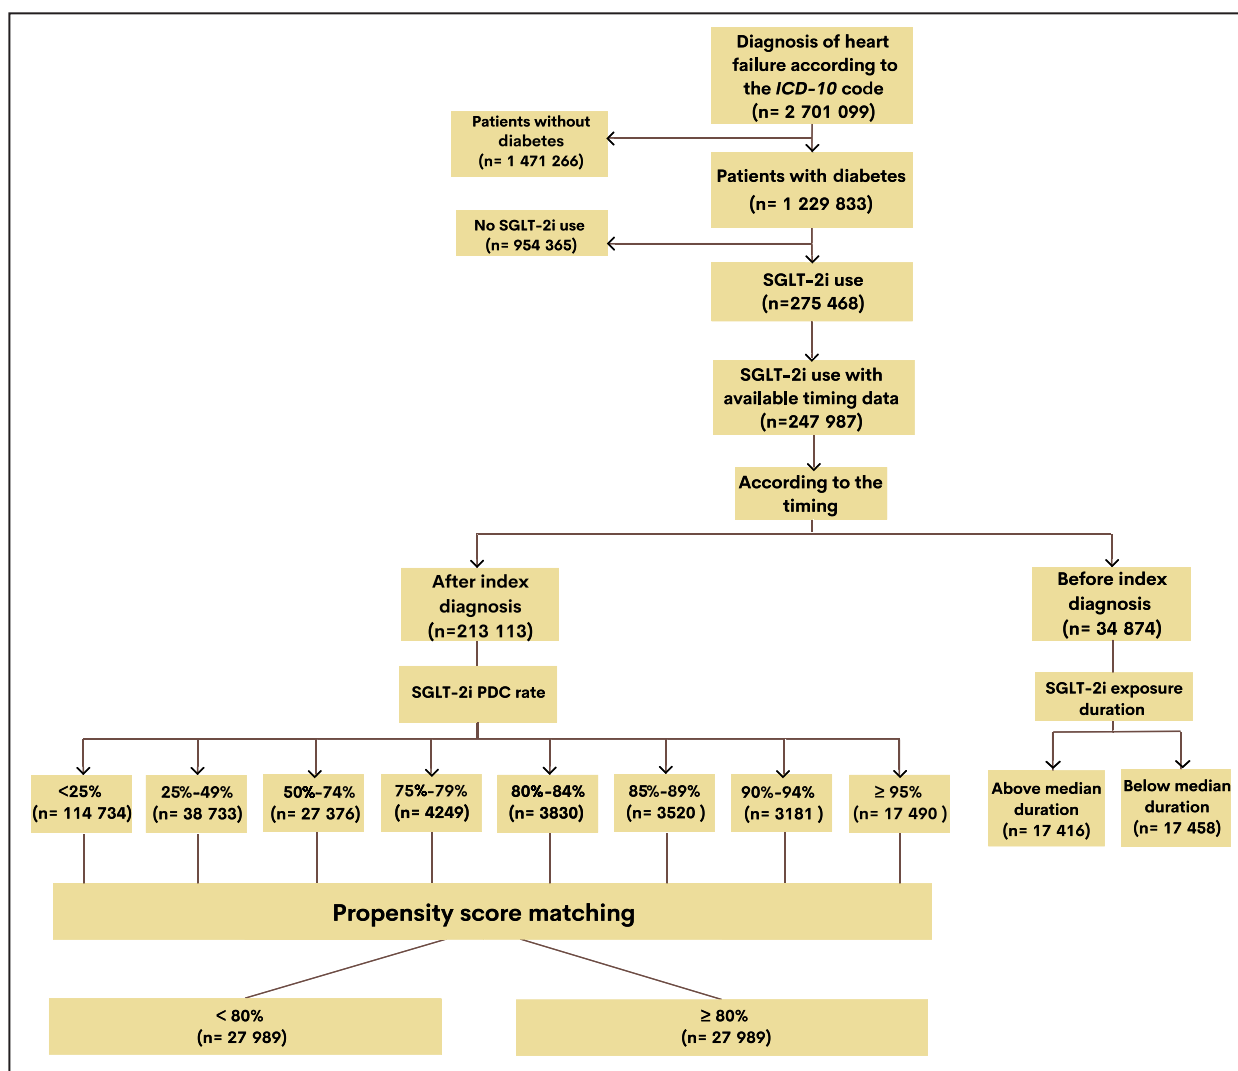 Diagnosis of heart
failure according to
the ICD-10 code
(n= 2 701 099)
Patients without
diabetes
(n= 1 471 266)
Patients with diabetes
(n= 1 229 833)
No SGLT-2i use
(n= 954 365)
SGLT-2i use
(n=275 468)
SGLT-2i use with
available timing data
(n=247 987)
According to the
timing
After index
diagnosis
(n=213 113)
Before index
diagnosis
(n= 34 874)
SGLT-2i PDC rate
SGLT-2i exposure
duration
<25%
(n= 114 734)
25%-49%
(n= 38 733)
50%-74%
(n= 27 376)
75%-79%
(n= 4249)
80%-84%
(n= 3830)
85%-89%
(n= 3520 )
90%-94%
(n= 3181 )
≥ 95%
(n= 17 490 )
Above median
duration
(n= 17 416)
Below median
duration
(n= 17 458)
Propensity score matching
< 80%
(n= 27 989)
≥ 80%
(n= 27 989)